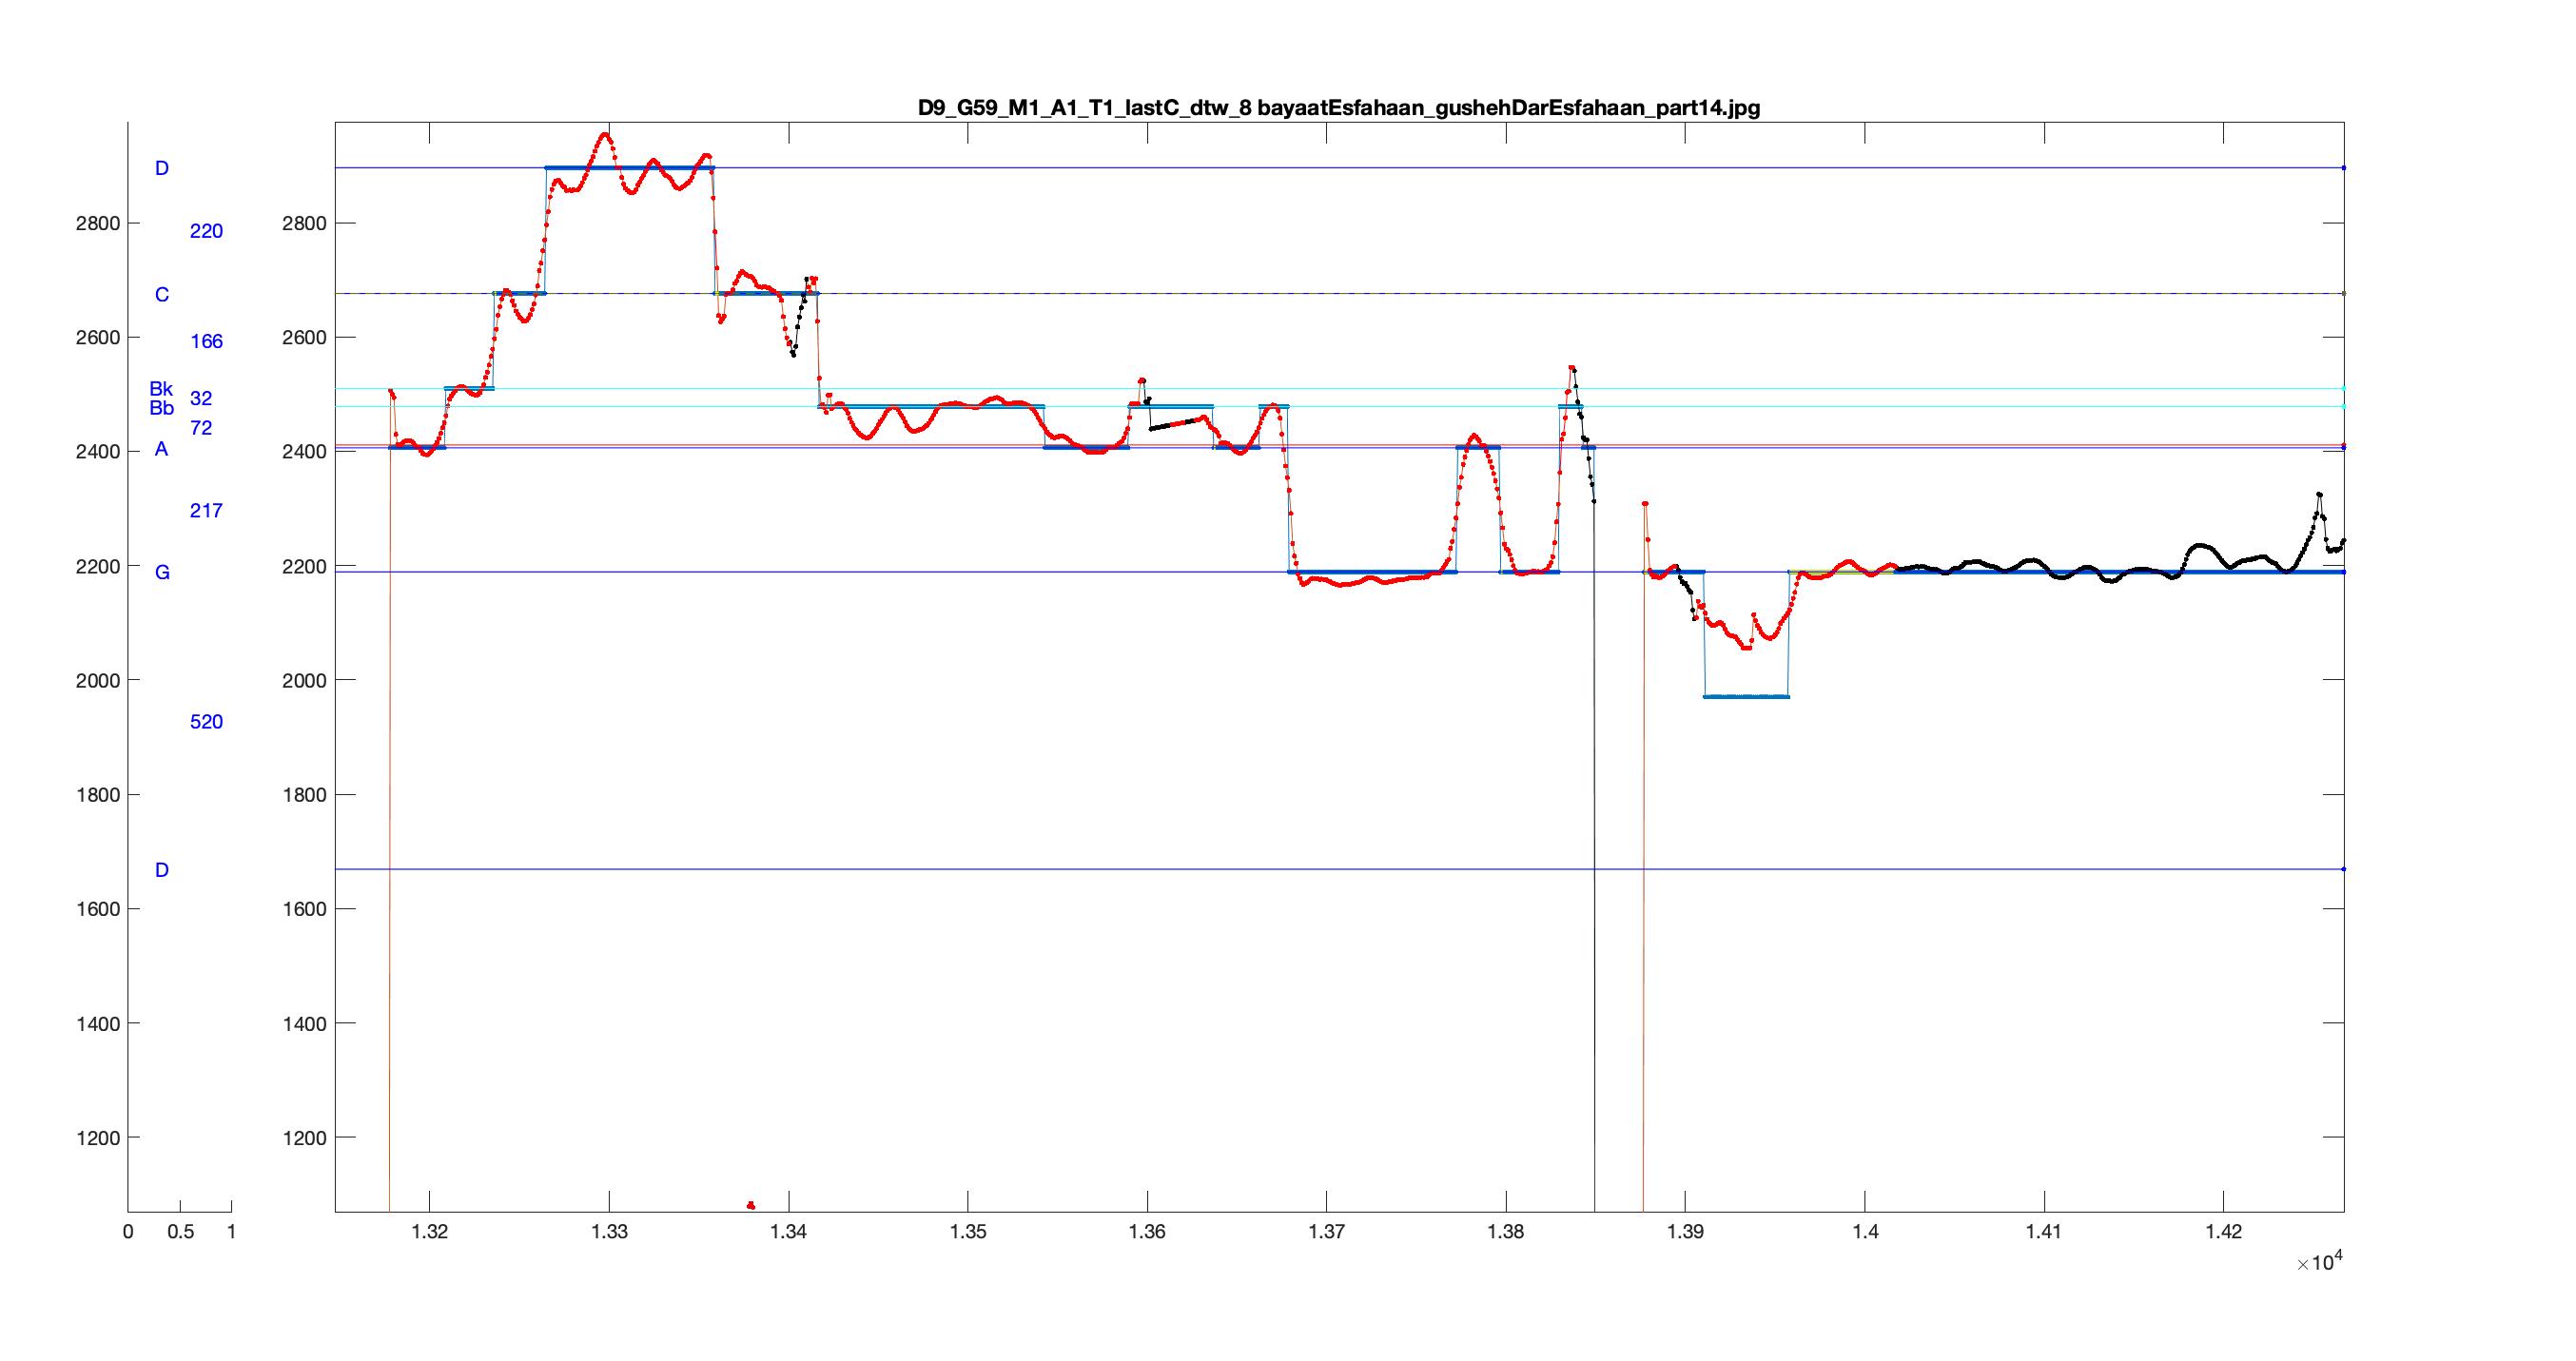 D9_G59_M1_A1_T1_lastC_dtw_8 bayaatEsfahaan_gushehDarEsfahaan_part14.jpg
D
2800 220 2800
C
2600 166 2600
Bk
32
Bb
72
2400 A 2400
217
2200 G 2200
2000 2000
520
1800 1800
D
1600 1600
1400 1400
1200 1200
0 0.5 1 1.32 1.33 1.34 1.35 1.36 1.37 1.38 1.39 1.4 1.41 1.42
×10⁴